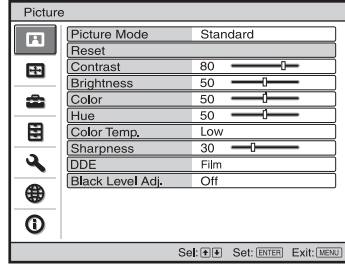 Picture
Picture Mode Standard
Reset
Contrast 80
Brightness 50
Color 50
Hue 50
Color Temp. Low
Sharpness 30
DDE Film
Black Level Adj. Off
Sel: Set: ENTER Exit: MENU